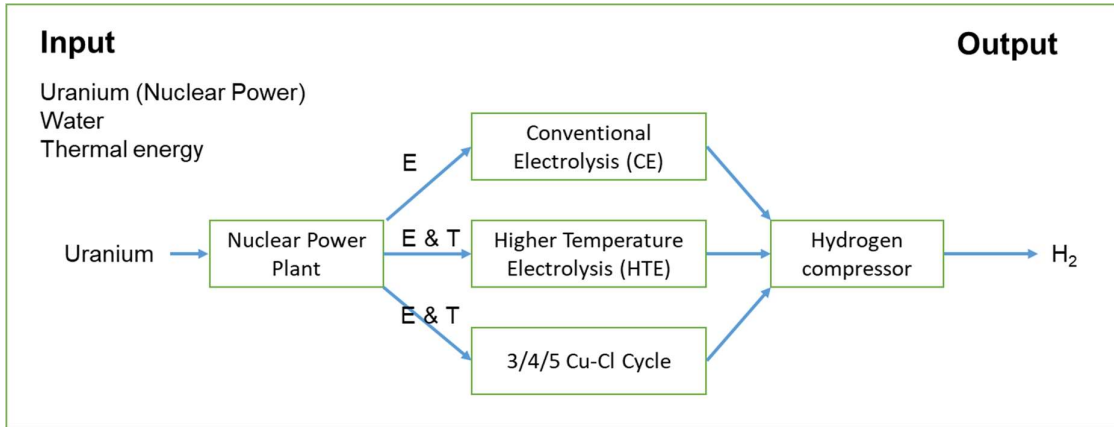 Input
Output
Uranium (Nuclear Power)
Water
Thermal energy
Conventional
Electrolysis (CE)
E
Uranium
Nuclear Power
Plant
E & T
Higher Temperature
Electrolysis (HTE)
Hydrogen
compressor
H₂
E & T
3/4/5 Cu-Cl Cycle